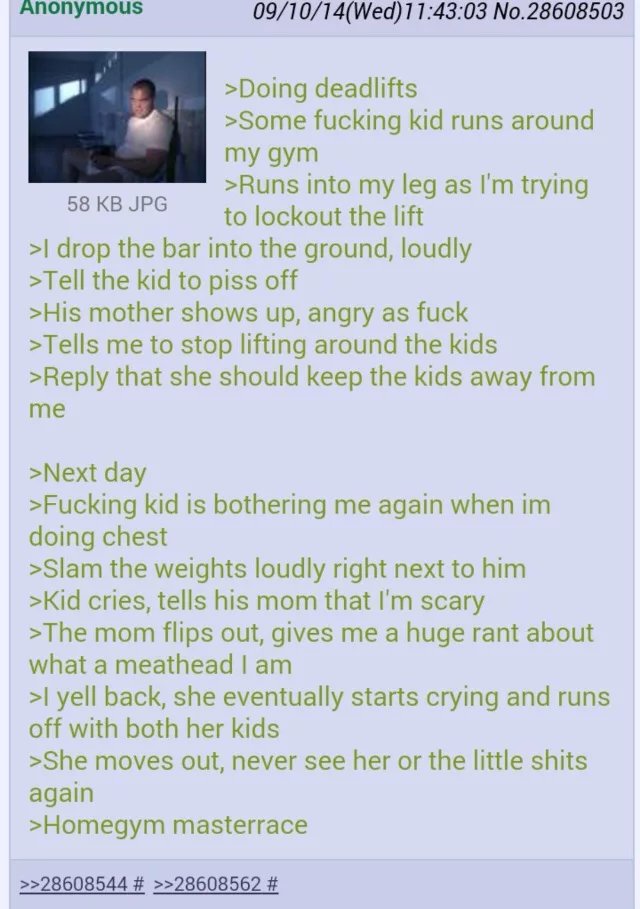 Anonymous 09/10/14(Wed)11:43:03 No.28608503
>Doing deadlifts
>Some fucking kid runs around
my gym
>Runs into my leg as I'm trying
to lockout the lift
58 KB JPG
>I drop the bar into the ground, loudly
>Tell the kid to piss off
>His mother shows up, angry as fuck
>Tells me to stop lifting around the kids
>Reply that she should keep the kids away from
me
>Next day
>Fucking kid is bothering me again when im
doing chest
>Slam the weights loudly right next to him
>Kid cries, tells his mom that I'm scary
>The mom flips out, gives me a huge rant about
what a meathead I am
>I yell back, she eventually starts crying and runs
off with both her kids
>She moves out, never see her or the little shits
again
>Homegym masterrace
>>28608544 # >>28608562 #